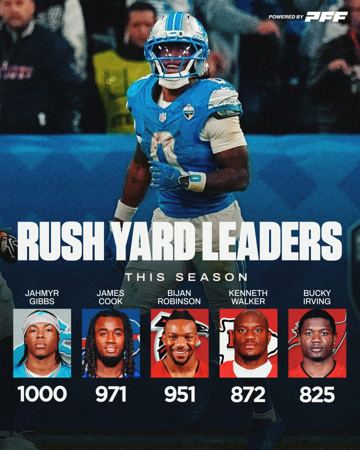 POWERED BY PFF
RUSH YARD LEADERS
THIS SEASON
JAHMYR
GIBBS
JAMES
COOK
BIJAN
ROBINSON
KENNETH
WALKER
BUCKY
IRVING
1000
971
951
872
825